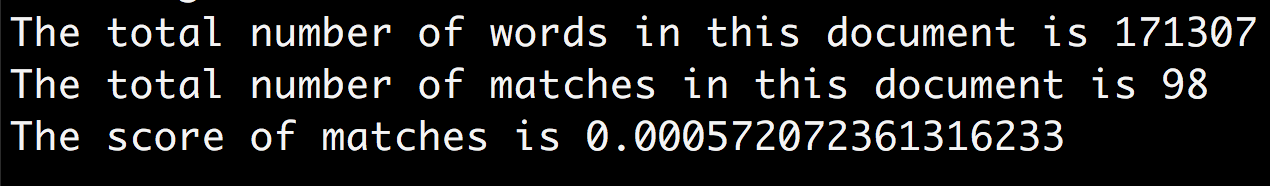 The total number of words in this document is 171307
The total number of matches in this document is 98
The score of matches is 0.000572072361316233